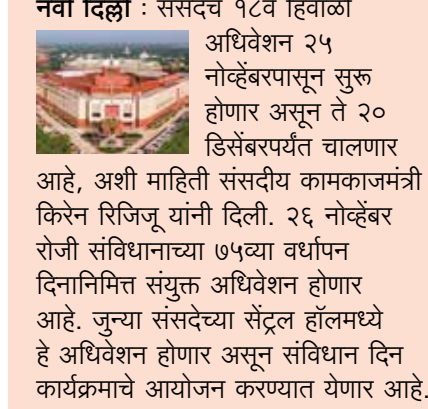 नवी दिल्ली : संसदेचे १८वे हिवाळी
अधिवेशन २५
नोव्हेंबरपासून सुरू
होणार असून ते २०
डिसेंबरपर्यंत चालणार
आहे, अशी माहिती संसदीय कामकाजमंत्री
किरेन रिजिजू यांनी दिली. २६ नोव्हेंबर
रोजी संविधानाच्या ७५व्या वर्धापन
दिनानिमित्त संयुक्त अधिवेशन होणार
आहे. जुन्या संसदेच्या सेंट्रल हॉलमध्ये
हे अधिवेशन होणार असून संविधान दिन
कार्यक्रमाचे आयोजन करण्यात येणार आहे.